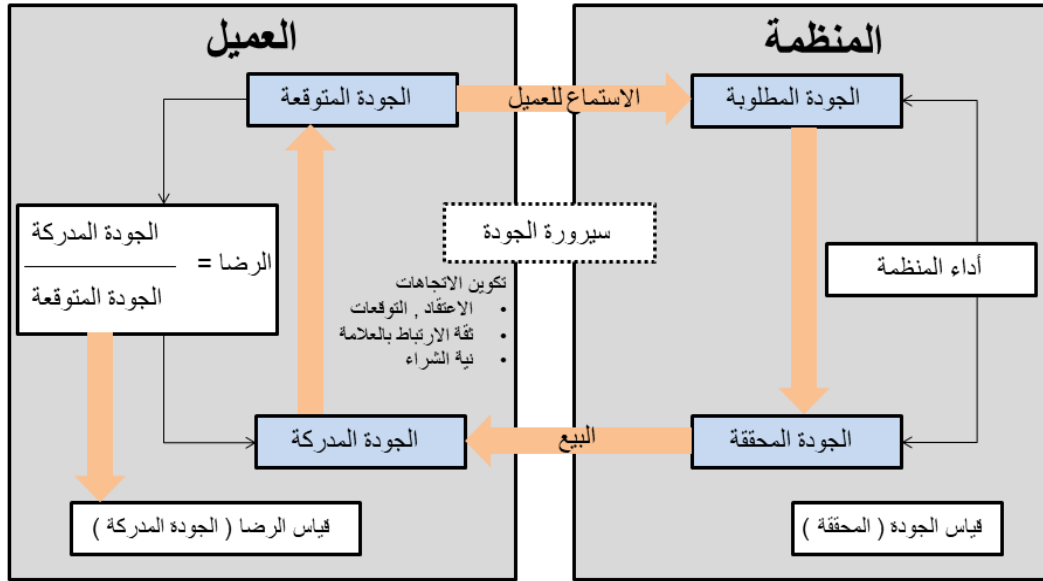 المنظمة
العميل
الجودة المطلوبة
الاستماع للعميل
الجودة المتوقعة
سيرورة الجودة
أداء المنظمة
الرضا =
الجودة المدركة
الجودة المتوقعة
تكوين الاتجاهات
• الاعتقاد , التوقعات
• ثقة الارتباط بالعلامة
• نية الشراء
الجودة المحققة
البيع
الجودة المدركة
قياس الجودة ( المحققة )
قياس الرضا ( الجودة المدركة )